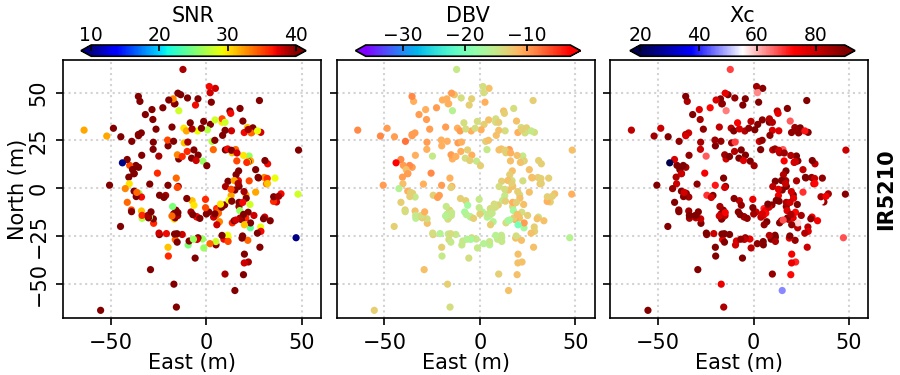 SNR DBV Xc
10 20 30 40 −30 −20 −10 20 40 60 80
North (m)
50
25
0
−25
−50
−50 0 50 −50 0 50 −50 0 50
East (m) East (m) East (m)
IR5210